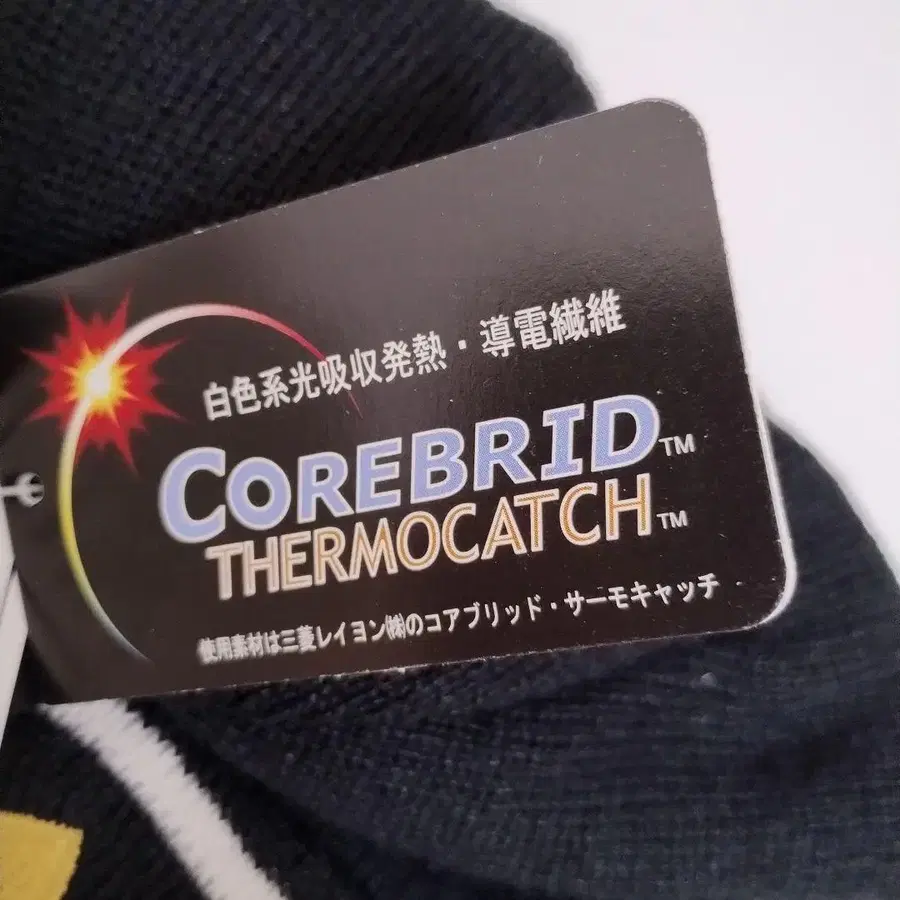 白色系光吸収発熱・導電繊維
COREBRID™
THERMOCATCH™
使用素材は三菱レイヨン㈱のコアブリッド・サーモキャッチ